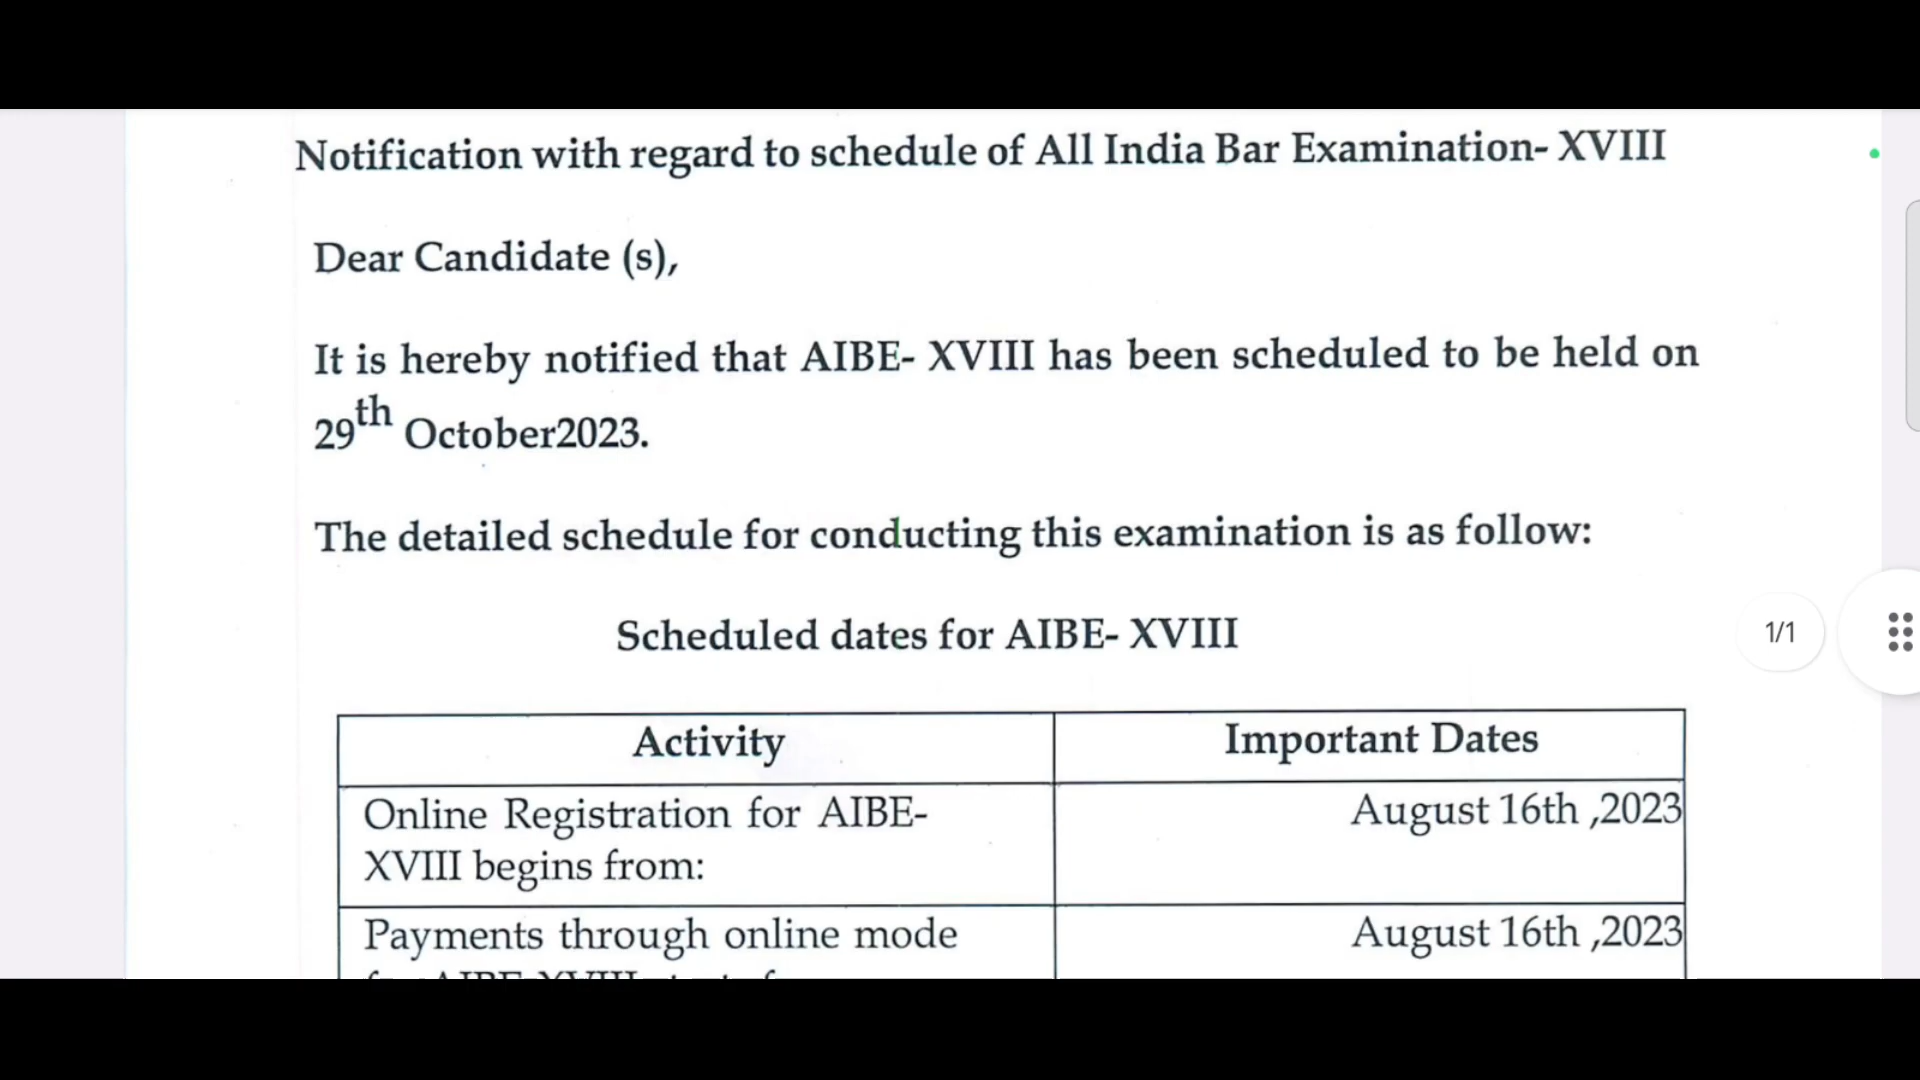 Notification with regard to schedule of All India Bar Examination- XVIII
Dear Candidate (s),
It is hereby notified that AIBE- XVIII has been scheduled to be held on
29th October2023.
The detailed schedule for conducting this examination is as follow:
Scheduled dates for AIBE- XVIII
1/1
Activity Important Dates
Online Registration for AIBE- August 16th ,2023
XVIII begins from:
Payments through online mode August 16th ,2023